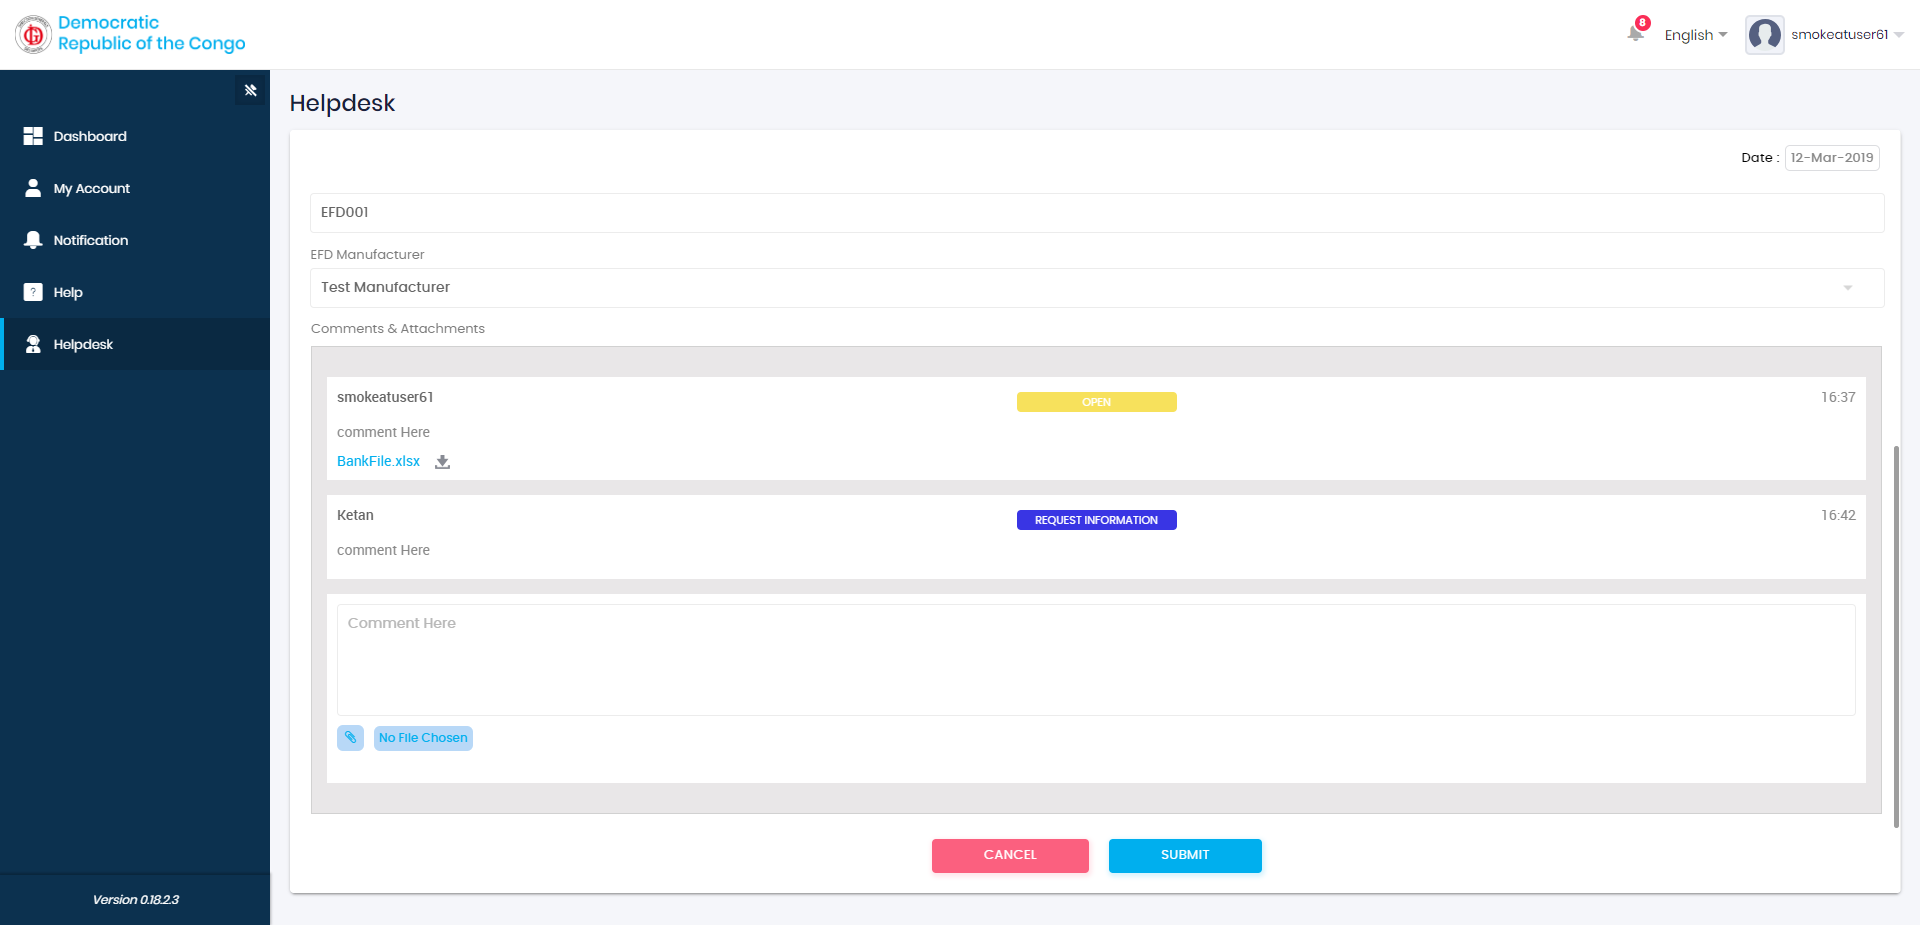 Democratic
Republic of the Congo
8
English
smokeatuser61
Dashboard
My Account
Notification
? Help
Helpdesk
Version 0.18.2.3
Helpdesk
Date : 12-Mar-2019
EFD001
EFD Manufacturer
Test Manufacturer
Comments & Attachments
smokeatuser61 OPEN 16:37
comment Here
BankFile.xlsx
Ketan REQUEST INFORMATION 16:42
comment Here
Comment Here
No File Chosen
CANCEL SUBMIT